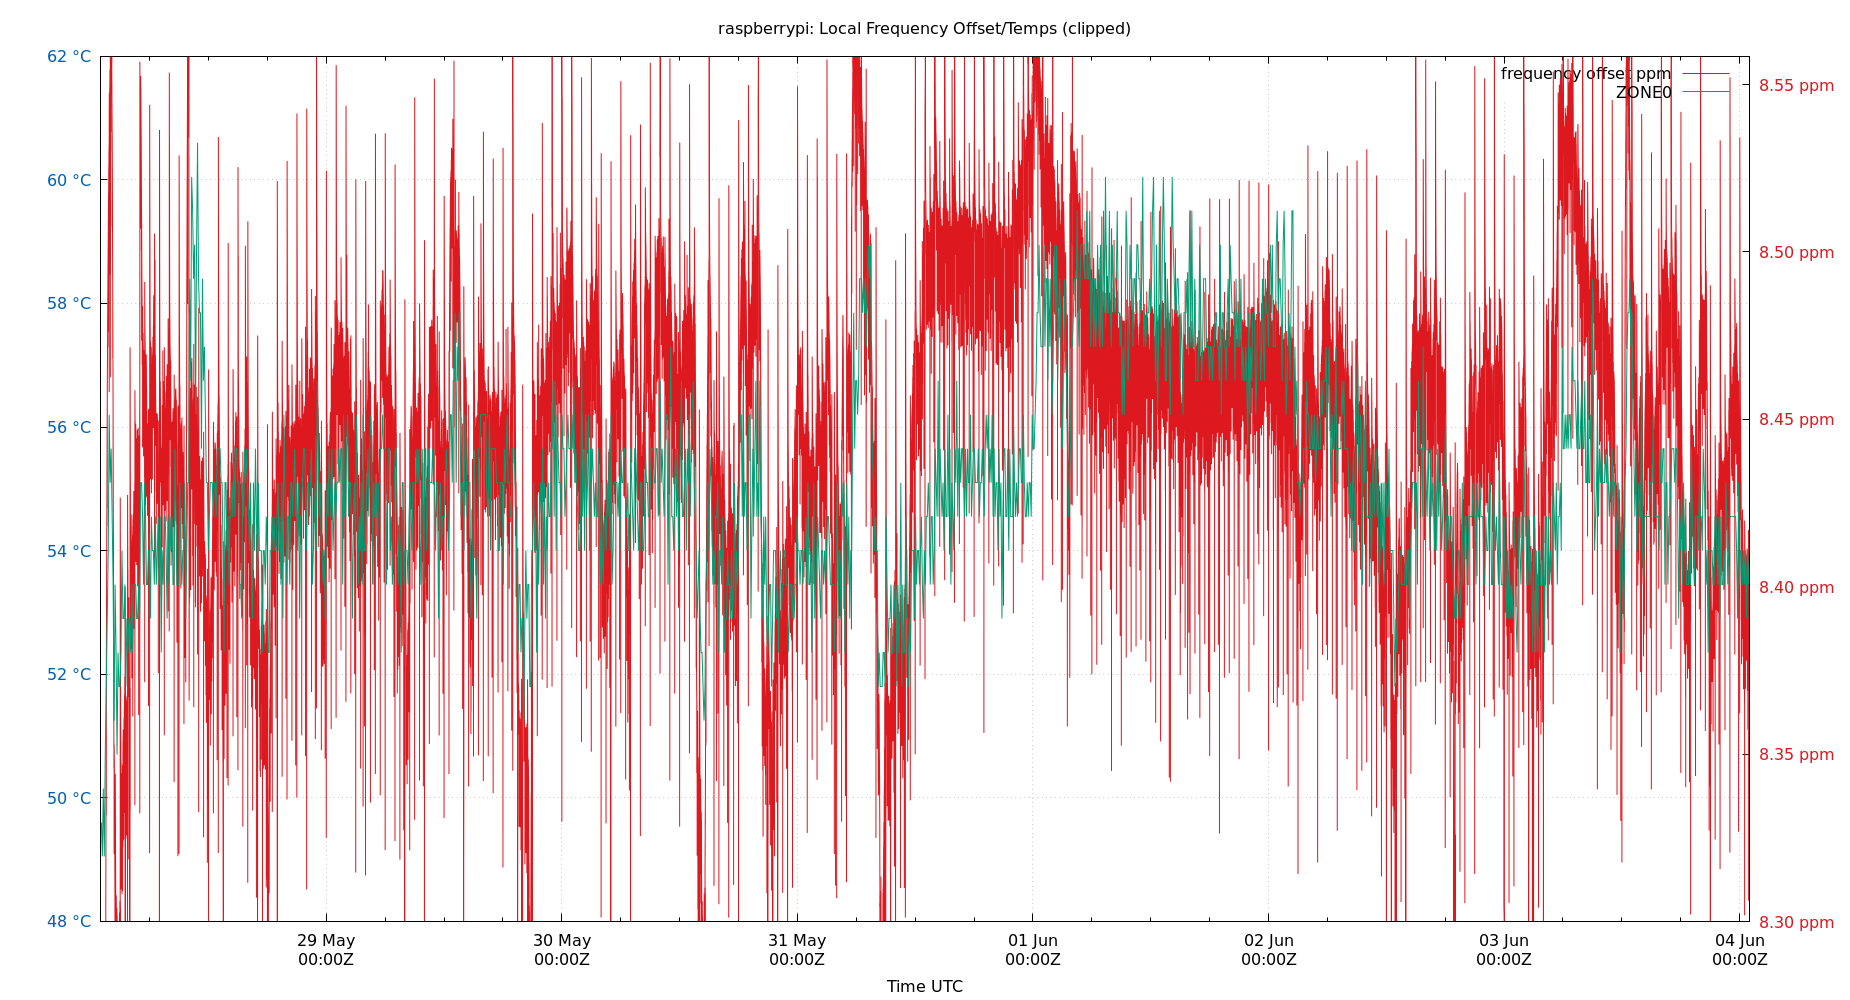 raspberrypi: Local Frequency Offset/Temps (clipped)
62 °C
60 °C
58 °C
56 °C
54 °C
52 °C
50 °C
48 °C
frequency offset ppm
ZONE0
8.55 ppm
8.50 ppm
8.45 ppm
8.40 ppm
8.35 ppm
8.30 ppm
29 May
00:00Z
30 May
00:00Z
31 May
00:00Z
01 Jun
00:00Z
02 Jun
00:00Z
03 Jun
00:00Z
04 Jun
00:00Z
Time UTC